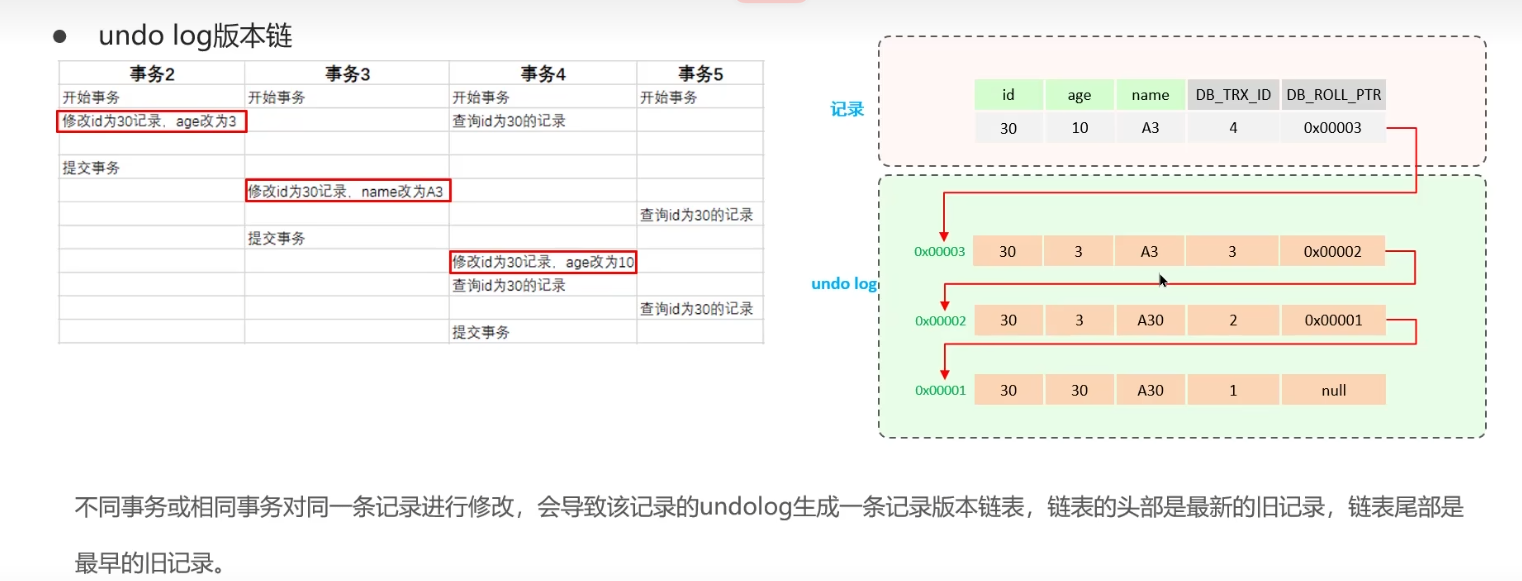 ● undo log版本链
事务2 事务3 事务4 事务5
开始事务 开始事务 开始事务 开始事务
修改id为30记录，age改为3 查询id为30的记录
提交事务
修改id为30记录，name改为A3
查询id为30的记录
提交事务
修改id为30记录，age改为10
查询id为30的记录
查询id为30的记录
提交事务
记录
id age name DB_TRX_ID DB_ROLL_PTR
30 10 A3 4 0x00003
undo log
0x00003 30 3 A3 3 0x00002
0x00002 30 3 A30 2 0x00001
0x00001 30 30 A30 1 null
不同事务或相同事务对同一条记录进行修改，会导致该记录的undolog生成一条记录版本链表，链表的头部是最新的旧记录，链表尾部是
最早的旧记录。